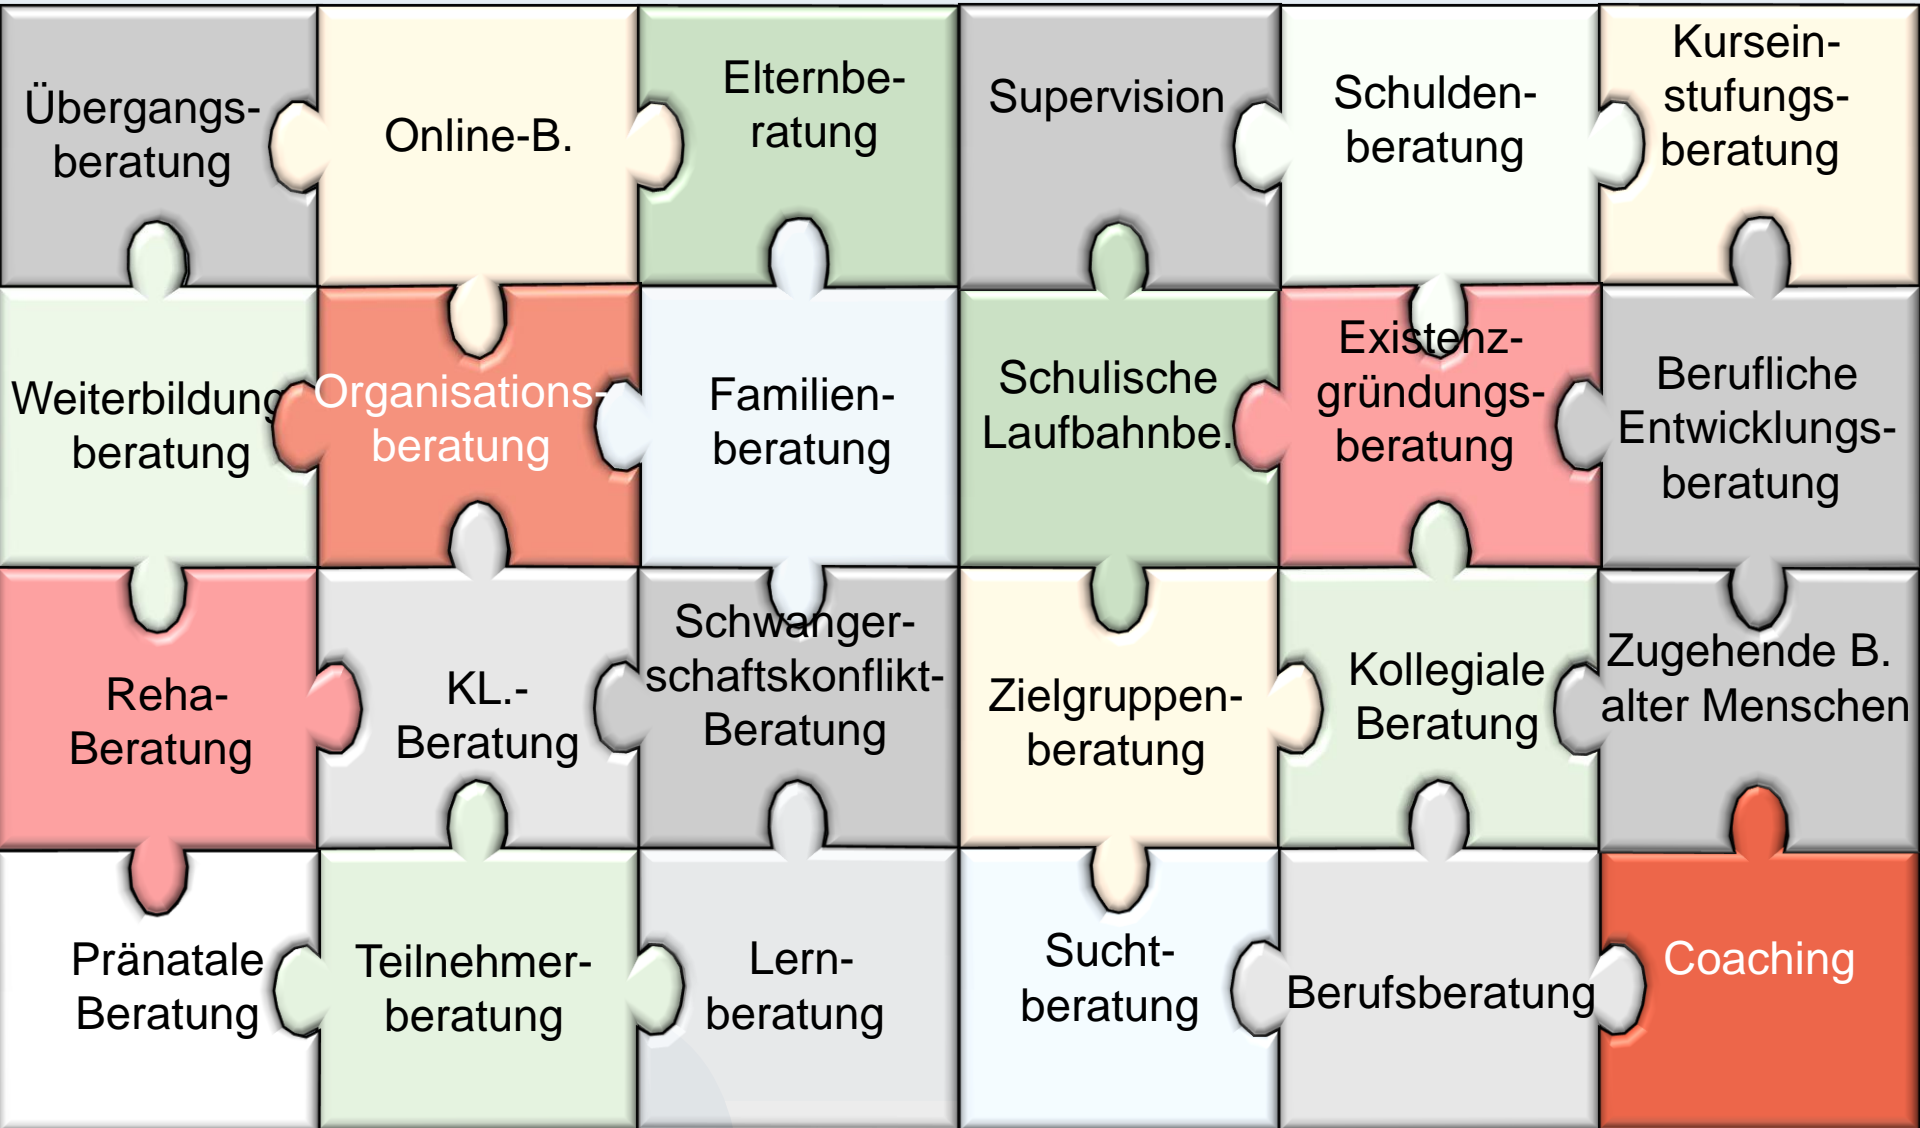 Übergangs-
beratung
Online-B.
Elternbe-
ratung
Supervision
Schulden-
beratung
Kursein-
stufungs-
beratung
Weiterbildung
beratung
Organisations-
beratung
Familien-
beratung
Schulische
Laufbahnbe.
Existenz-
gründungs-
beratung
Berufliche
Entwicklungs-
beratung
Reha-
Beratung
KL.-
Beratung
Schwanger-
schaftskonflikt-
Beratung
Zielgruppen-
beratung
Kollegiale
Beratung
Zugehende B.
alter Menschen
Pränatale
Beratung
Teilnehmer-
beratung
Lern-
beratung
Sucht-
beratung
Berufsberatung
Coaching